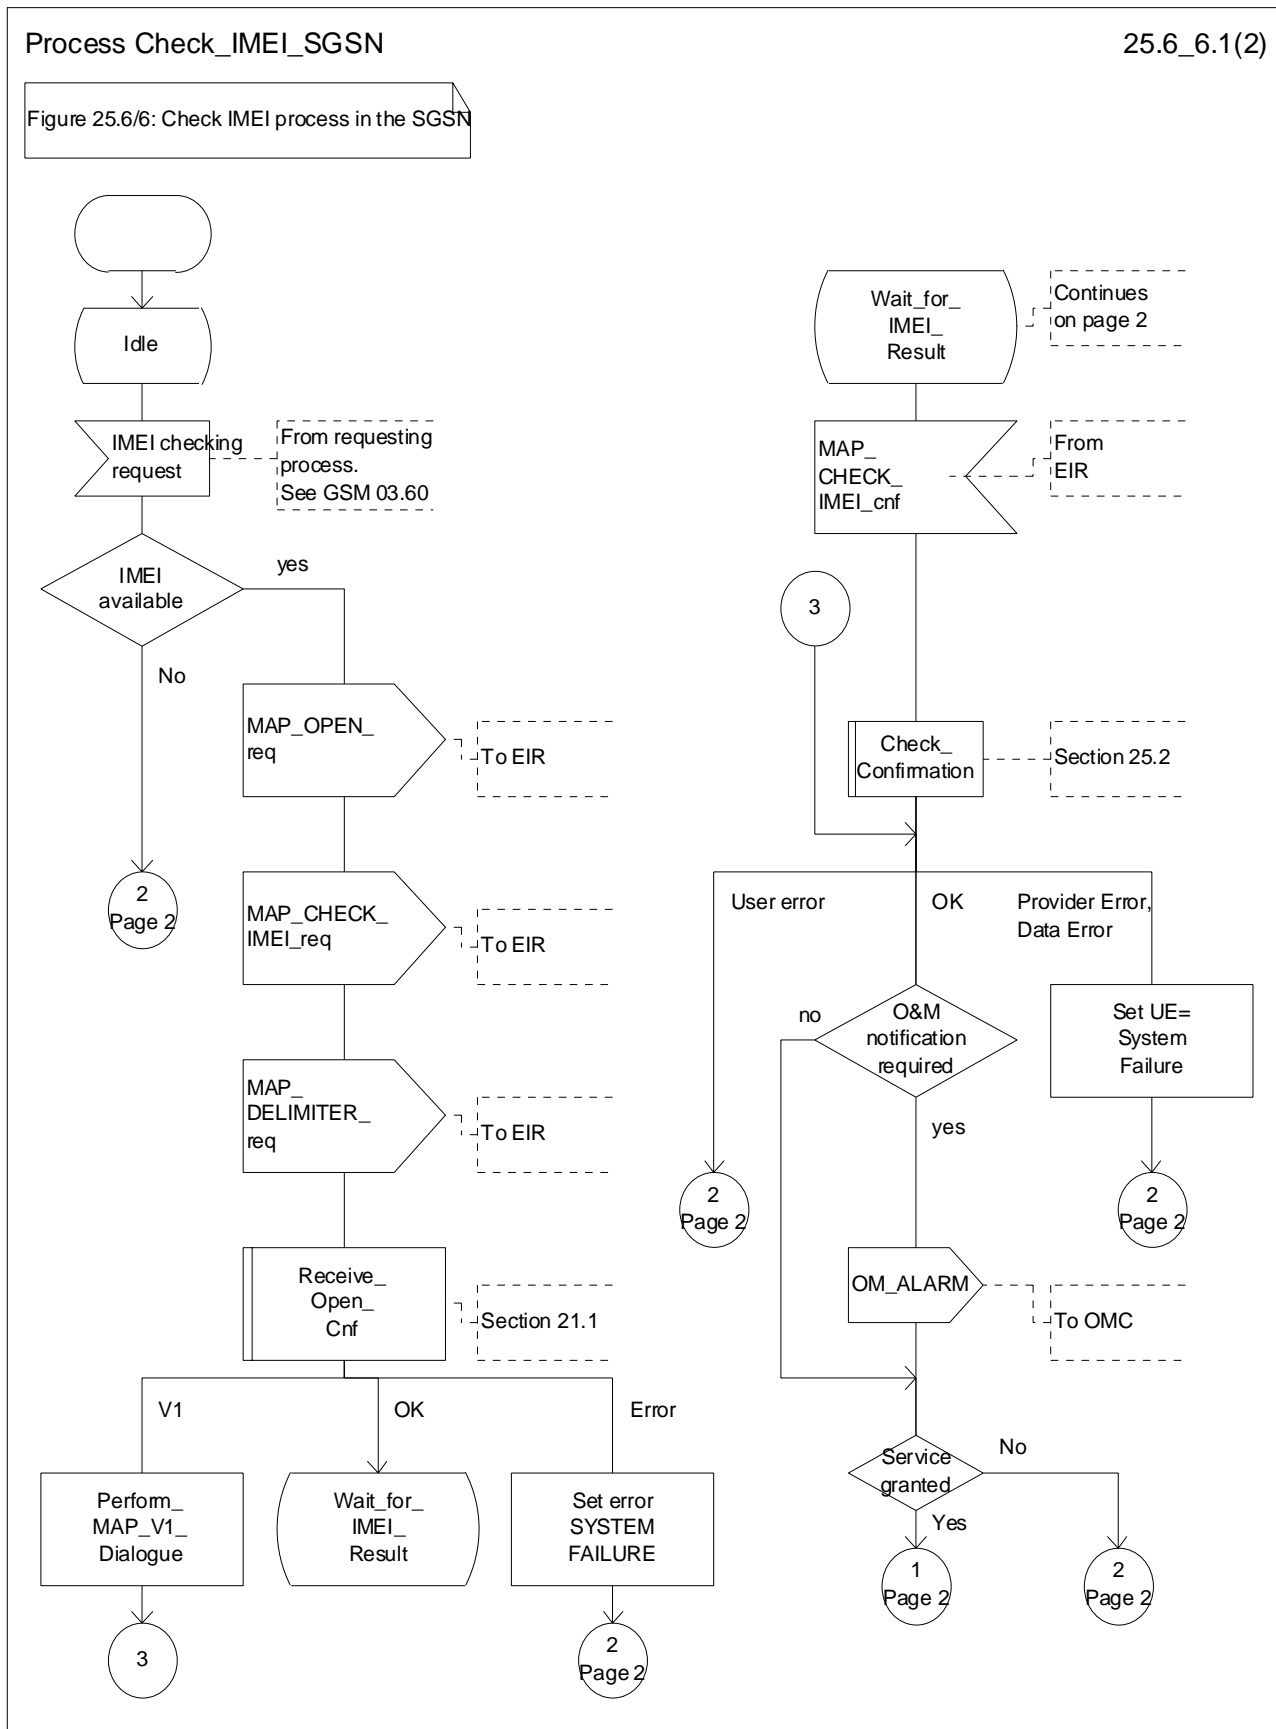 Process Check_IMEI_SGSN
25.6_6.1(2)
Figure 25.6/6: Check IMEI process in the SGSN
Idle
IMEI checking
request
From requesting
process.
See GSM 03.60
IMEI
available
yes
No
2
Page 2
MAP_OPEN_
req
To EIR
MAP_CHECK_
IMEI_req
To EIR
MAP_
DELIMITER_
req
To EIR
Receive_
Open_
Cnf
Section 21.1
V1
OK
Error
Perform_
MAP_V1_
Dialogue
Wait_for_
IMEI_
Result
Set error
SYSTEM
FAILURE
3
2
Page 2
Wait_for_
IMEI_
Result
Continues
on page 2
MAP_
CHECK_
IMEI_cnf
From
EIR
3
Check_
Confirmation
Section 25.2
User error
OK
Provider Error,
Data Error
no
O&M
notification
required
Set UE=
System
Failure
yes
2
Page 2
2
Page 2
OM_ALARM
To OMC
Service
granted
No
Yes
1
Page 2
2
Page 2